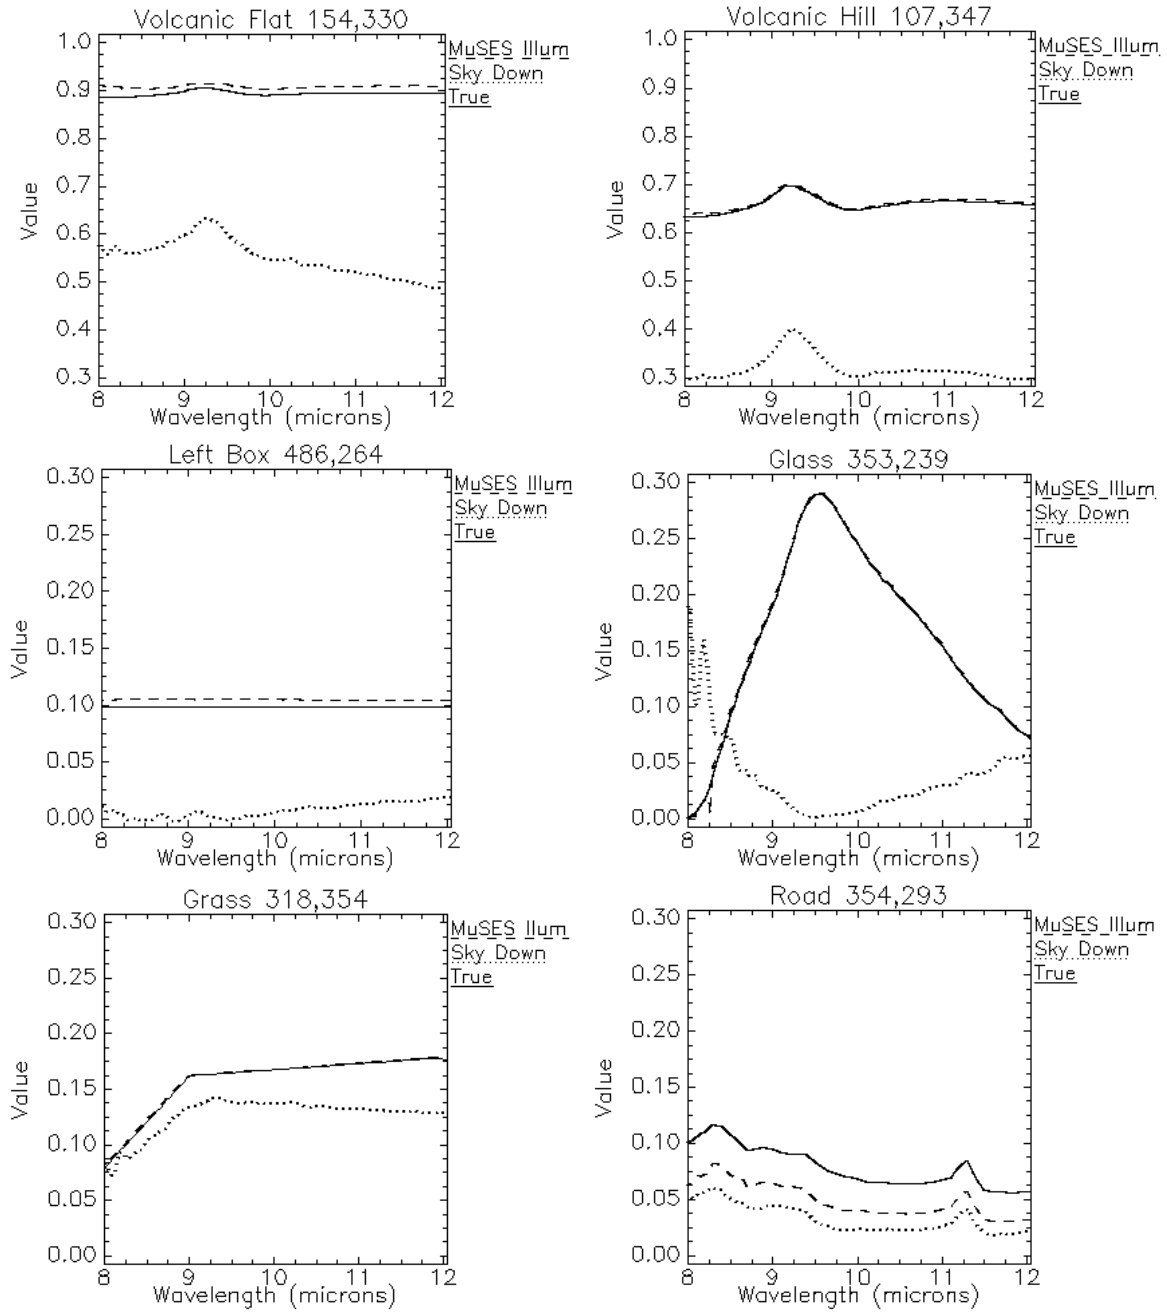 Volcanic Flat 154,330
1.0
0.9
0.8
0.7
0.6
0.5
0.4
0.3
Value
8 9 10 11 12
Wavelength (microns)
MuSES Illum
Sky Down
True
Volcanic Hill 107,347
1.0
0.9
0.8
0.7
0.6
0.5
0.4
0.3
Value
8 9 10 11 12
Wavelength (microns)
MuSES Illum
Sky Down
True
Left Box 486,264
0.30
0.25
0.20
0.15
0.10
0.05
0.00
Value
8 9 10 11 12
Wavelength (microns)
MuSES Illum
Sky Down
True
Glass 353,239
0.30
0.25
0.20
0.15
0.10
0.05
0.00
Value
8 9 10 11 12
Wavelength (microns)
MuSES Illum
Sky Down
True
Grass 318,354
0.30
0.25
0.20
0.15
0.10
0.05
0.00
Value
8 9 10 11 12
Wavelength (microns)
MuSES Ilum
Sky Down
True
Road 354,293
0.30
0.25
0.20
0.15
0.10
0.05
0.00
Value
8 9 10 11 12
Wavelength (microns)
MuSES Illum
Sky Down
True